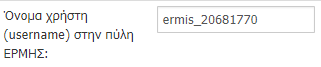 Όνομα χρήστη
(username) στην πύλη
ΕΡΜΗΣ:
ermis_20681770